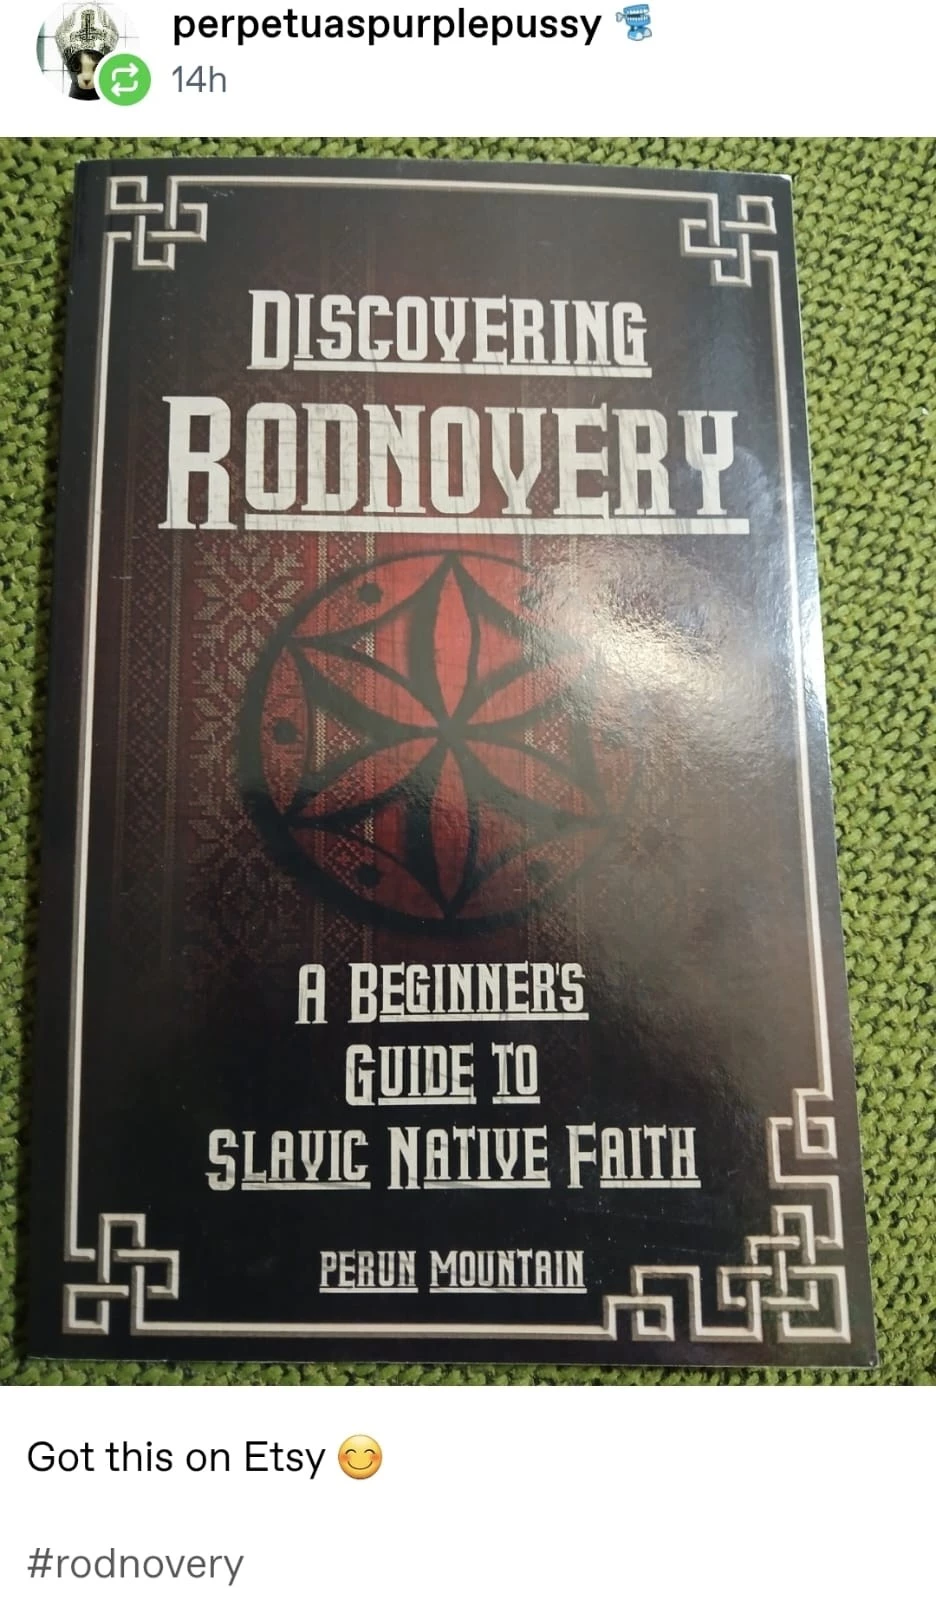 perpetuaspurplepussy
14h
DISCOVERING
RODNOVERY
A BEGINNER'S
GUIDE TO
SLAVIC NATIVE FAITH
PERUN MOUNTAIN
Got this on Etsy 😊
#rodnovery